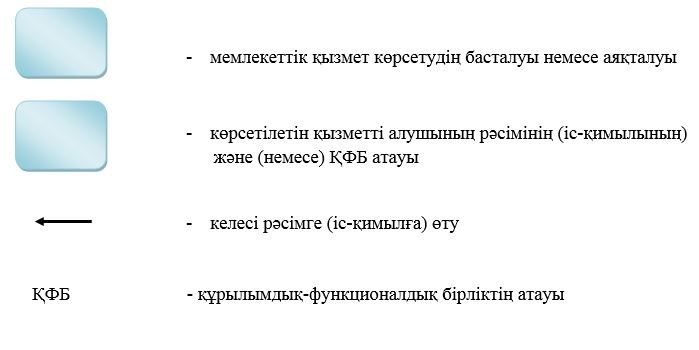 - мемлекеттік қызмет көрсетудің басталуы немесе аяқталуы
- көрсетілетін қызметті алушының рәсімінің (іс-қимылының)
және (немесе) ҚФБ атауы
- келесі рәсімге (іс-қимылға) өту
ҚФБ - құрылымдық-функционалдық бірліктің атауы